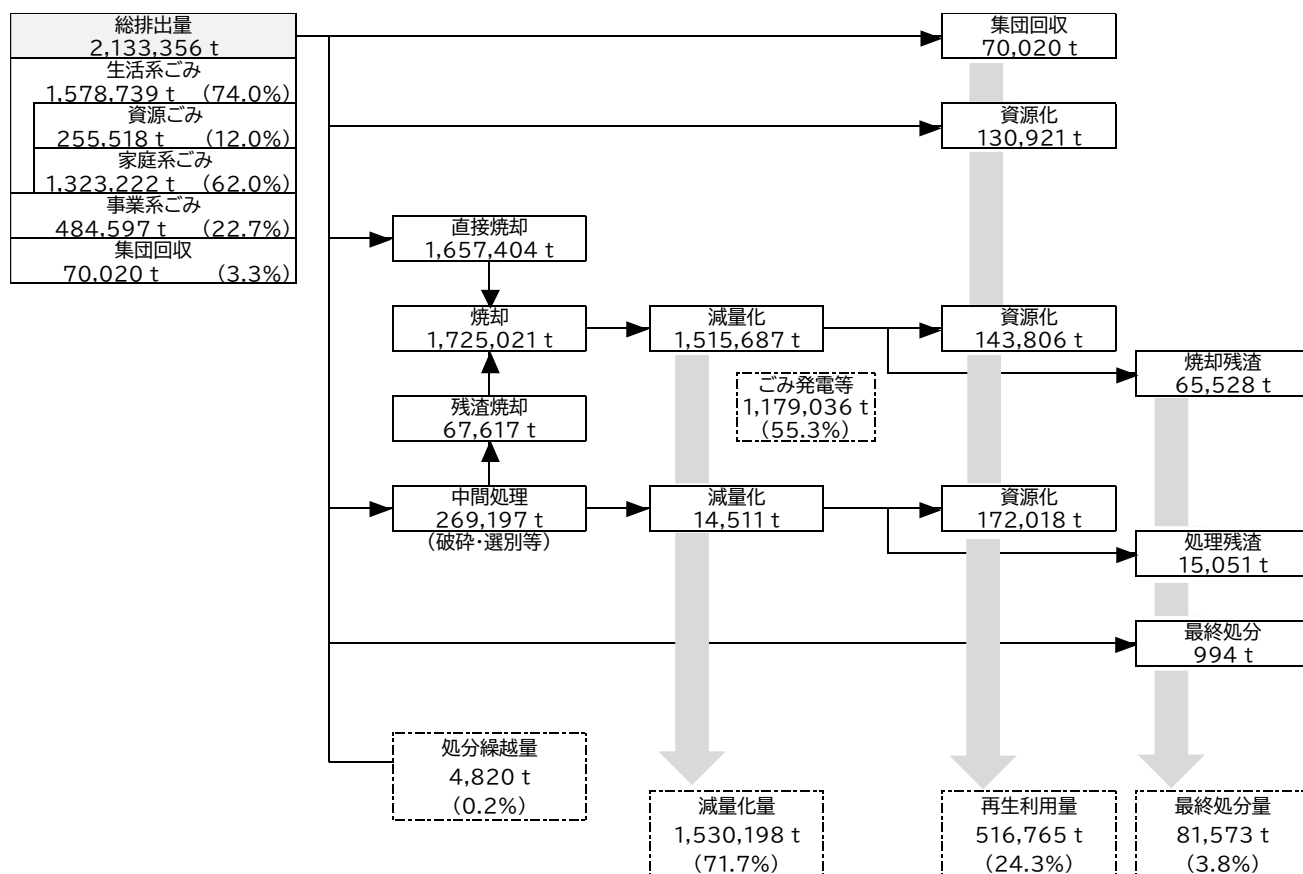 総排出量
2,133,356 t
生活系ごみ
1,578,739 t (74.0%)
資源ごみ
255,518 t (12.0%)
家庭系ごみ
1,323,222 t (62.0%)
事業系ごみ
484,597 t (22.7%)
集団回収
70,020 t (3.3%)
集団回収
70,020 t
資源化
130,921 t
直接焼却
1,657,404 t
焼却
1,725,021 t
減量化
1,515,687 t
資源化
143,806 t
焼却残渣
65,528 t
ごみ発電等
1,179,036 t
(55.3%)
残渣焼却
67,617 t
中間処理
269,197 t
(破砕・選別等)
減量化
14,511 t
資源化
172,018 t
処理残渣
15,051 t
最終処分
994 t
処分繰越量
4,820 t
(0.2%)
減量化量
1,530,198 t
(71.7%)
再生利用量
516,765 t
(24.3%)
最終処分量
81,573 t
(3.8%)